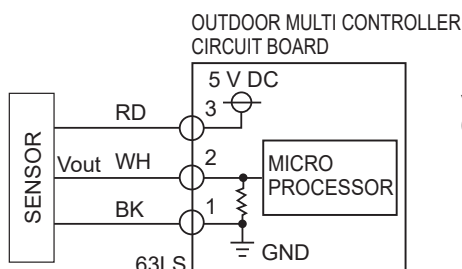 OUTDOOR MULTI CONTROLLER
CIRCUIT BOARD
5 V DC
RD
3
SENSOR
Vout WH
2
MICRO
PROCESSOR
BK
1
GND
63LS